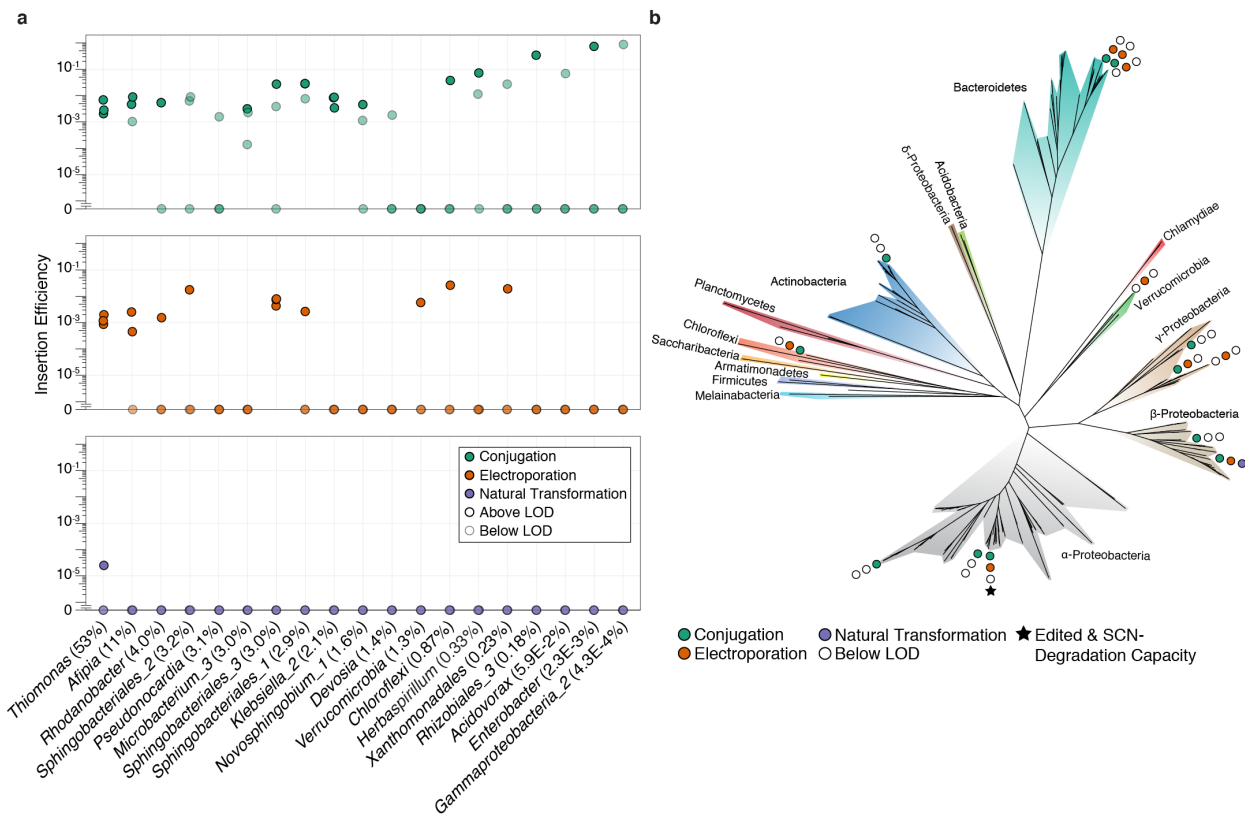 a
10-1
10-3
10-5
0
10-1
10-3
10-5
0
10-1
10-3
10-5
0
Insertion Efficiency
Conjugation
Electroporation
Natural Transformation
Above LOD
Below LOD
Thiomonas (53%)
Afipia (11%)
Rhodanobacter (4.0%)
Sphingobacteriales_2 (3.2%)
Pseudonocardia (3.1%)
Microbacterium_3 (3.0%)
Sphingobacteriales_3 (3.0%)
Sphingobacteriales_1 (2.9%)
Klebsiella_2 (2.1%)
Novosphingobium_1 (1.6%)
Devosia (1.4%)
Verrucomicrobia (1.3%)
Chloroflexi (0.87%)
Herbaspirillum (0.33%)
Xanthomonadales (0.23%)
Rhizobiales_3 (0.18%)
Acidovorax (5.9E-2%)
Enterobacter (2.3E-3%)
Gammaproteobacteria_2 (4.3E-4%)
b
Bacteroidetes
δ-Proteobacteria
Acidobacteria
Chlamydiae
Actinobacteria
Verrucomicrobia
Planctomycetes
γ-Proteobacteria
Chloroflexi
Saccharibacteria
Armatimonadetes
Firmicutes
Melainabacteria
β-Proteobacteria
α-Proteobacteria
Conjugation
Electroporation
Natural Transformation
Below LOD
Edited & SCN-
Degradation Capacity